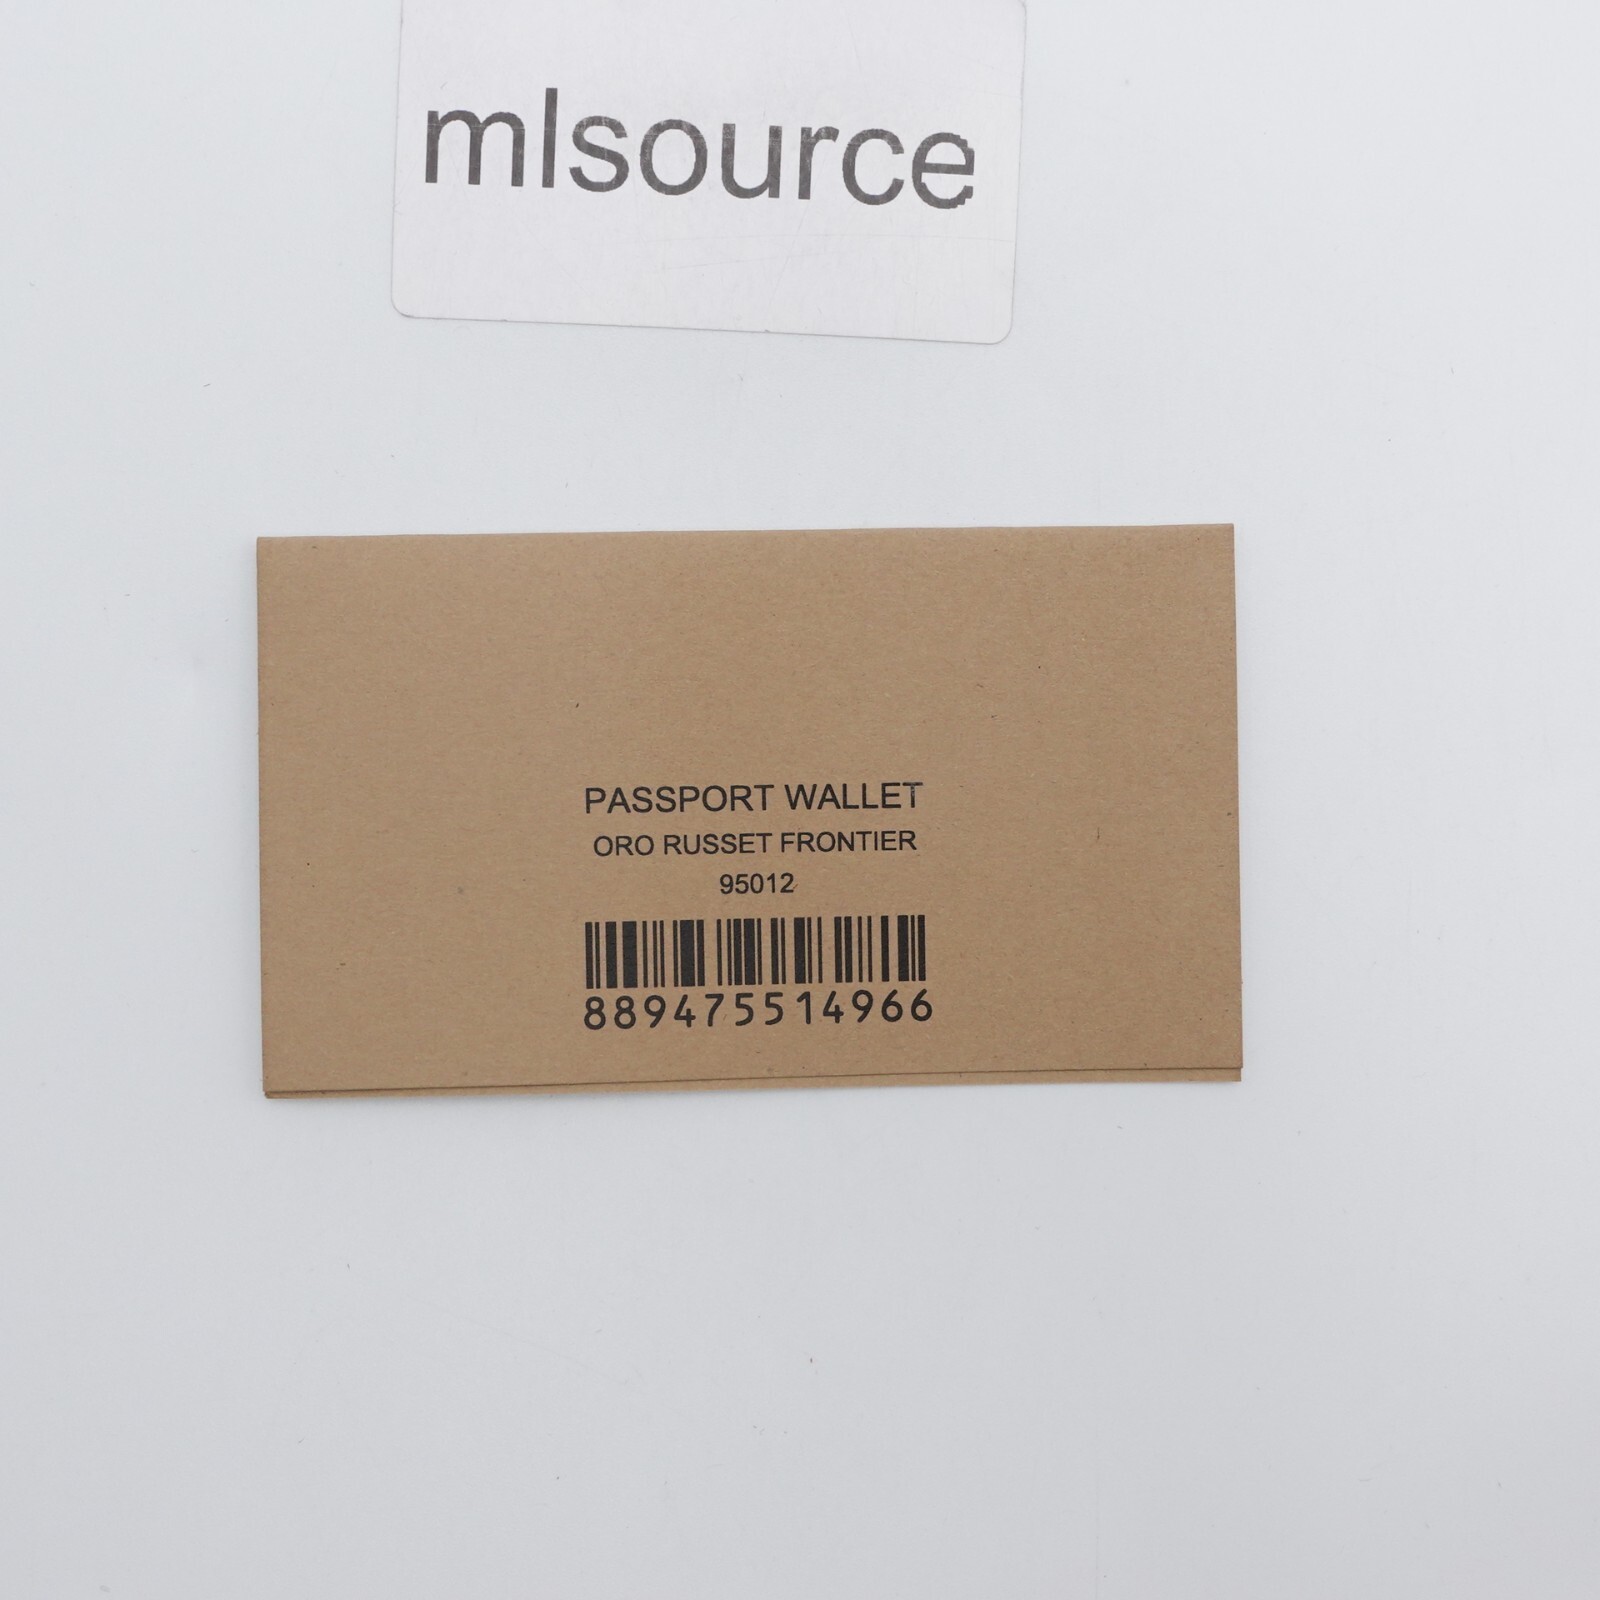 mlsource
PASSPORT WALLET
ORO RUSSET FRONTIER
95012
889475514966